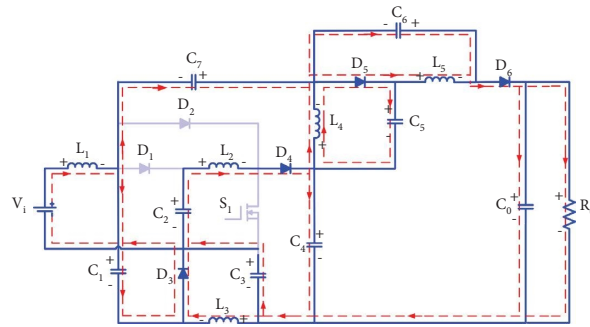 C6
- +
C7
- +
D5
L5
+ -
D6
D2
-
L4
+
+
C5
-
L1
+ -
D1
L2
+ -
D4
Vi
S1
+
C2
-
+
C0
-
R
+
-
+
C1
-
D3
+
C3
-
+
C4
-
L3
- +